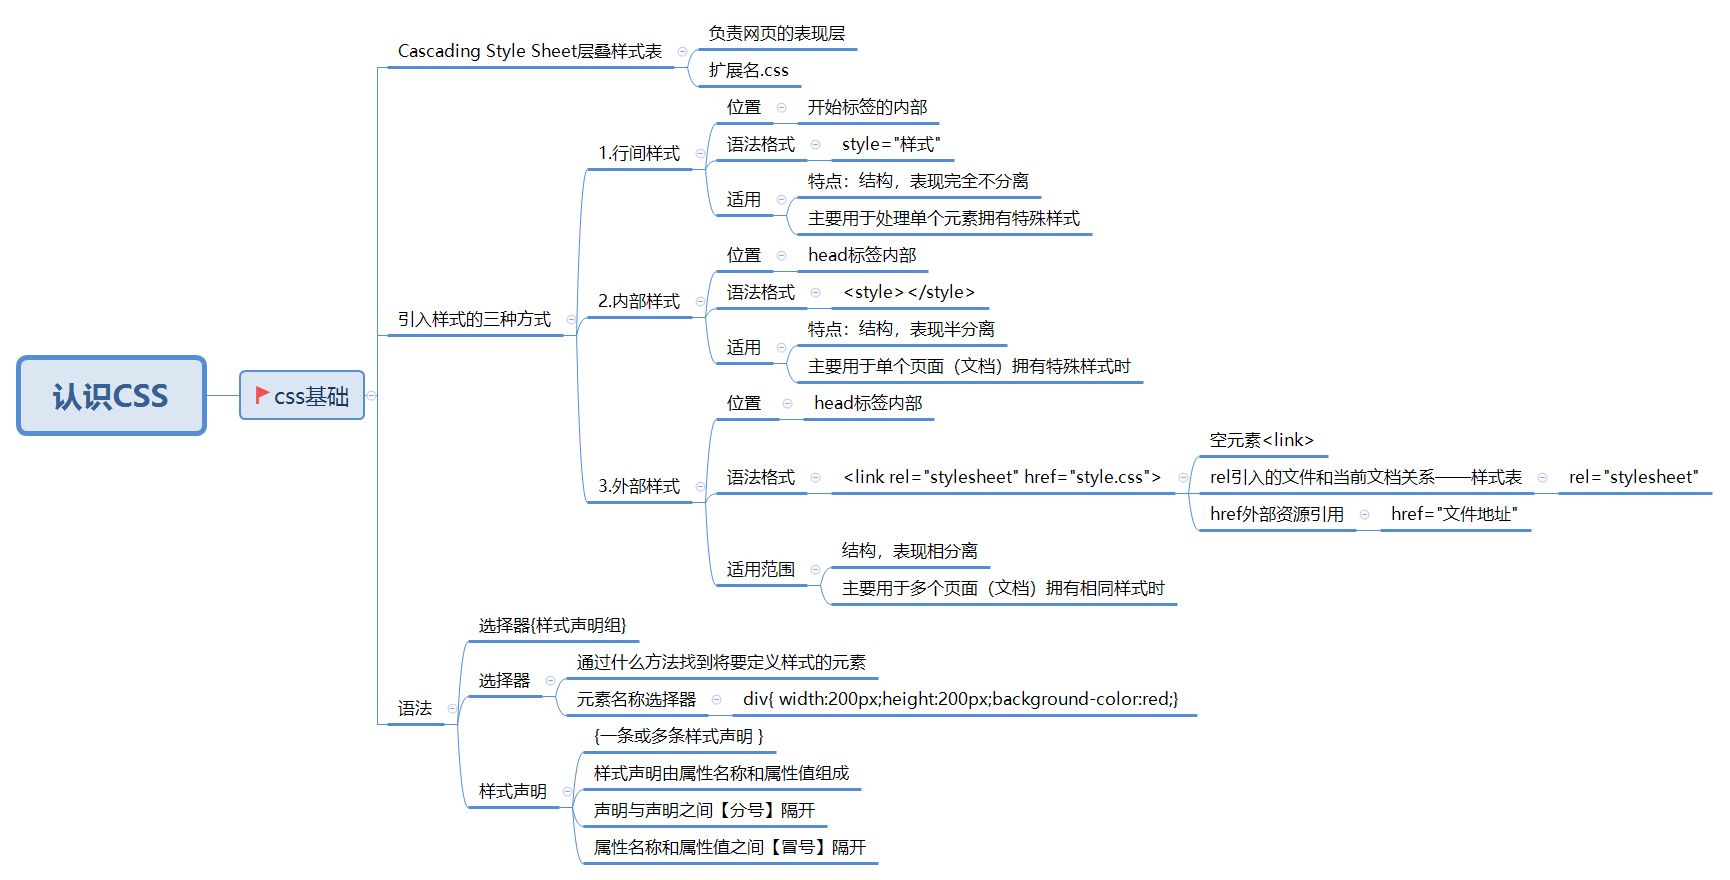 认识CSS
css基础
Cascading Style Sheet层叠样式表
负责网页的表现层
扩展名.css
引入样式的三种方式
1.行间样式
位置
开始标签的内部
语法格式
style="样式"
适用
特点：结构，表现完全不分离
主要用于处理单个元素拥有特殊样式
2.内部样式
位置
head标签内部
语法格式
<style></style>
适用
特点：结构，表现半分离
主要用于单个页面（文档）拥有特殊样式时
3.外部样式
位置
head标签内部
语法格式
<link rel="stylesheet" href="style.css">
空元素<link>
rel引入的文件和当前文档关系——样式表
rel="stylesheet"
href外部资源引用
href="文件地址"
适用范围
结构，表现相分离
主要用于多个页面（文档）拥有相同样式时
语法
选择器{样式声明组}
选择器
通过什么方法找到将要定义样式的元素
元素名称选择器
div{ width:200px;height:200px;background-color:red;}
样式声明
{一条或多条样式声明 }
样式声明由属性名称和属性值组成
声明与声明之间【分号】隔开
属性名称和属性值之间【冒号】隔开